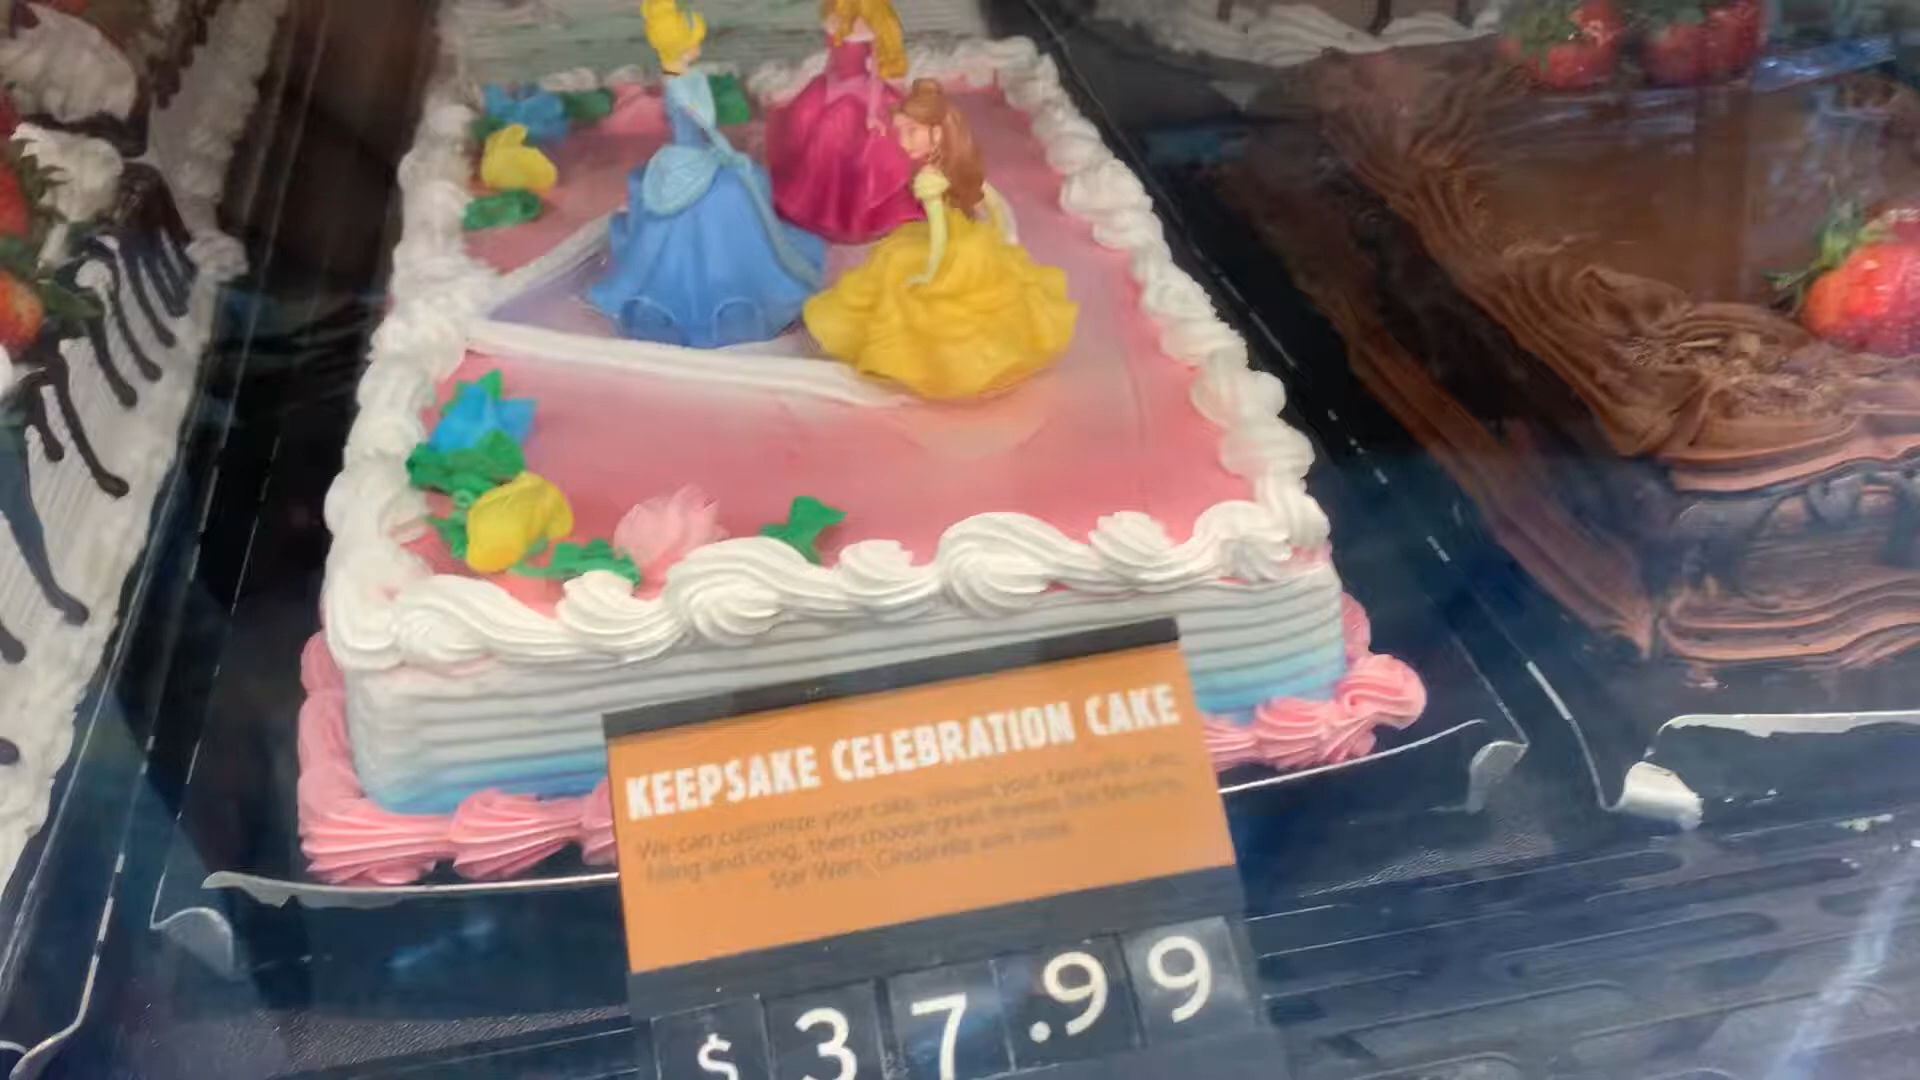 KEEPSAKE CELEBRATION CAKE
We can customize your cake, choose your favourite cake,
filling and icing, then choose great themes like Minions,
Star Wars, Cinderella and more.
$37.99